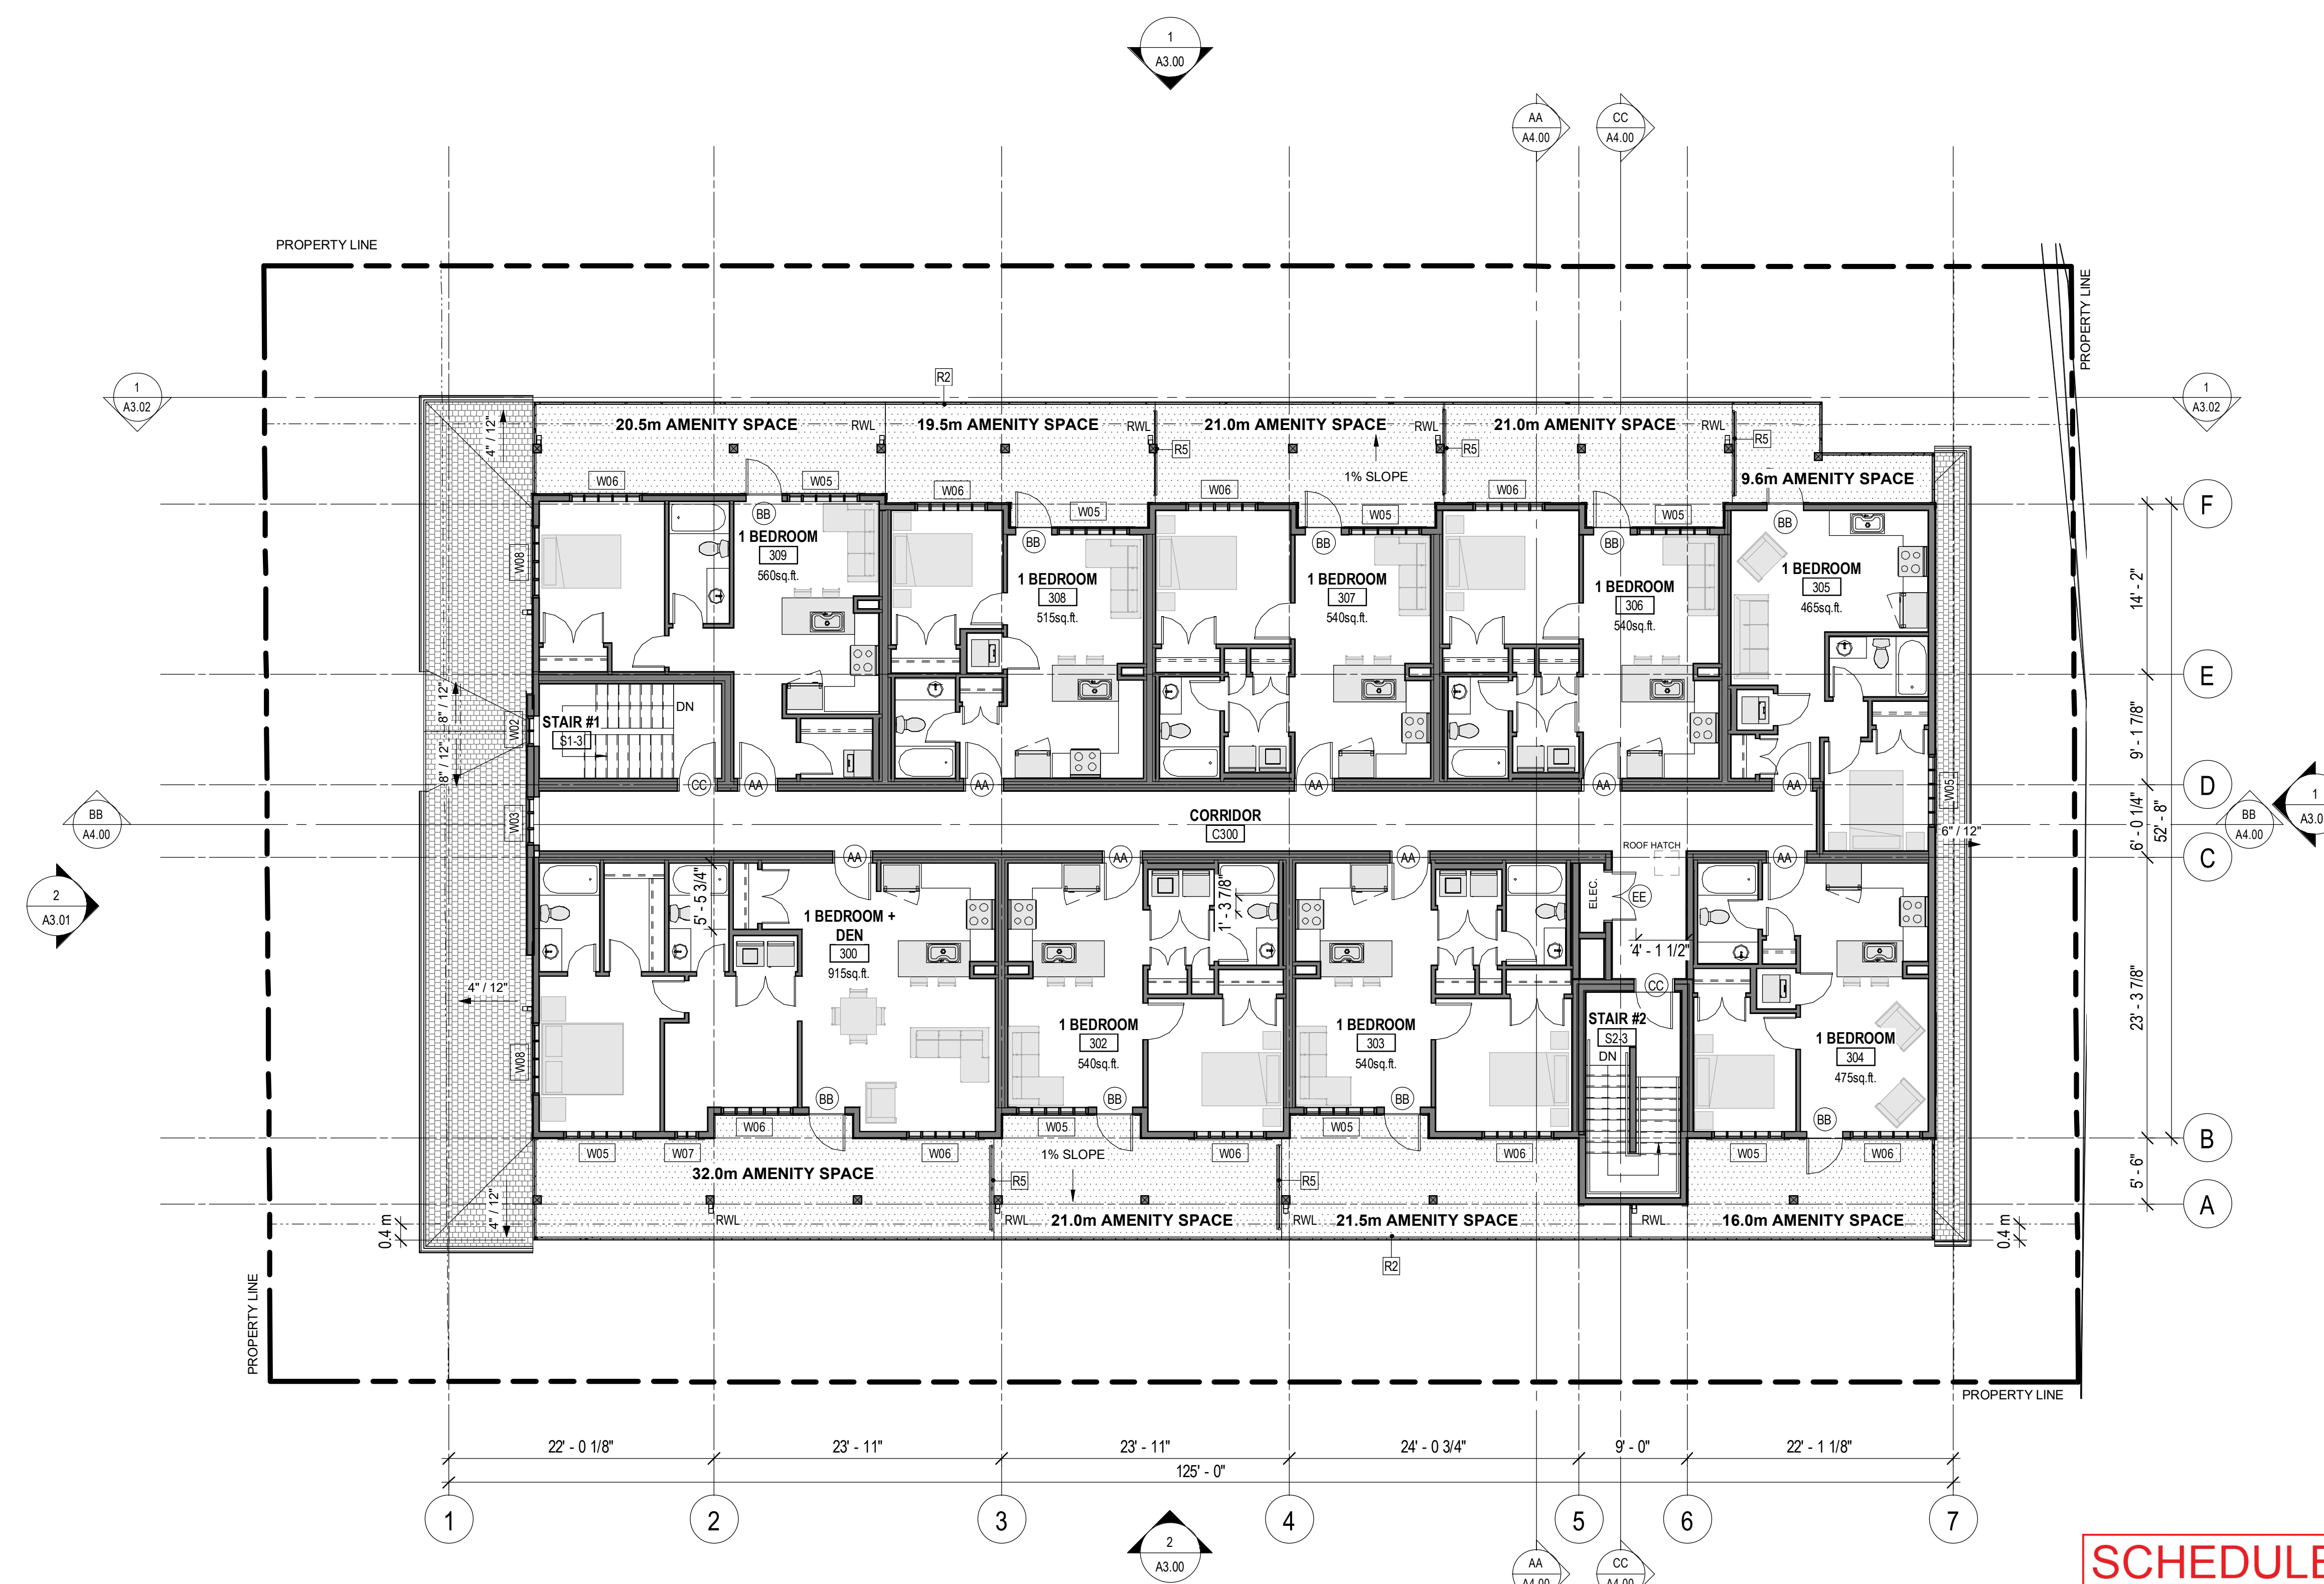 1
A3.00
AA
A4.00
CC
A4.00
PROPERTY LINE
PROPERTY LINE
1
A3.02
R2
1
A3.02
4" / 12"
20.5m AMENITY SPACE
RWL
19.5m AMENITY SPACE
RWL
21.0m AMENITY SPACE
RWL
21.0m AMENITY SPACE
RWL
R5
R5
R5
1% SLOPE
9.6m AMENITY SPACE
W06
W05
W06
W05
W06
W05
W06
W05
F
BB
1 BEDROOM
309
560sq.ft.
BB
1 BEDROOM
308
515sq.ft.
BB
1 BEDROOM
307
540sq.ft.
BB
1 BEDROOM
306
540sq.ft.
BB
1 BEDROOM
305
465sq.ft.
W08
14' - 2"
E
8" / 12"
8" / 12"
W02
STAIR #1
S1-3
DN
9' - 1 7/8"
CC
AA
AA
AA
AA
AA
D
W05
W03
CORRIDOR
C300
BB
A4.00
6' - 0 1/4"
52' - 8"
BB
A4.00
1
A3.0
6" / 12"
AA
AA
AA
ROOF HATCH
AA
C
2
A3.01
5' - 5 3/4"
1 BEDROOM +
DEN
300
915sq.ft.
1' - 3 7/8"
ELEC.
EE
4' - 1 1/2"
CC
4" / 12"
W08
1 BEDROOM
302
540sq.ft.
1 BEDROOM
303
540sq.ft.
STAIR #2
S2-3
DN
1 BEDROOM
304
475sq.ft.
23' - 3 7/8"
BB
BB
BB
BB
B
W05
W07
W06
W06
W05
W06
W05
W06
W05
W06
1% SLOPE
32.0m AMENITY SPACE
R5
R5
5' - 6"
4" / 12"
A
0.4 m
RWL
RWL
21.0m AMENITY SPACE
RWL
21.5m AMENITY SPACE
RWL
16.0m AMENITY SPACE
0.4 m
R2
PROPERTY LINE
PROPERTY LINE
22' - 0 1/8"
23' - 11"
23' - 11"
24' - 0 3/4"
9' - 0"
22' - 1 1/8"
125' - 0"
1
2
3
4
5
6
7
2
A3.00
AA
A4.00
CC
A4.00
SCHEDULE